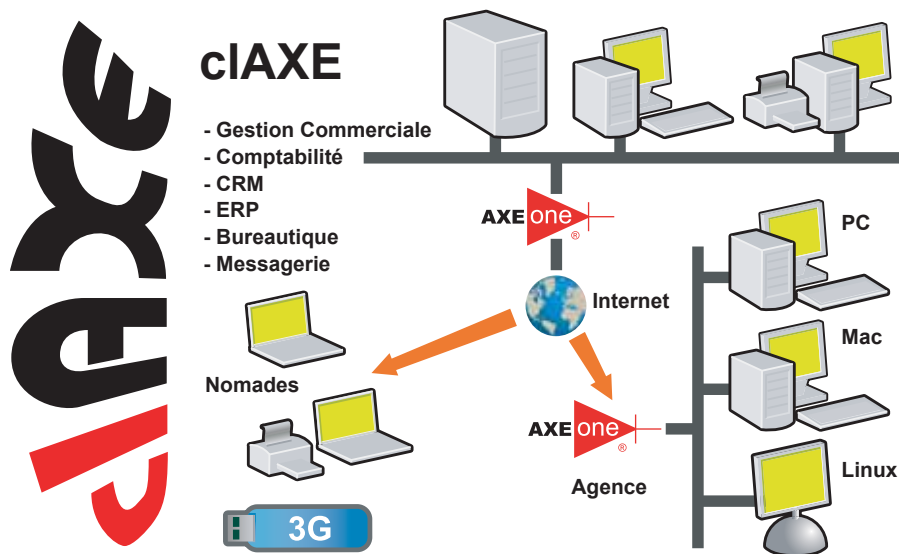 clAXe
clAXE
- Gestion Commerciale
- Comptabilité
- CRM
- ERP
- Bureautique
- Messagerie
AXE one
®
Internet
PC
Mac
Nomades
AXE one
®
Agence
Linux
3G